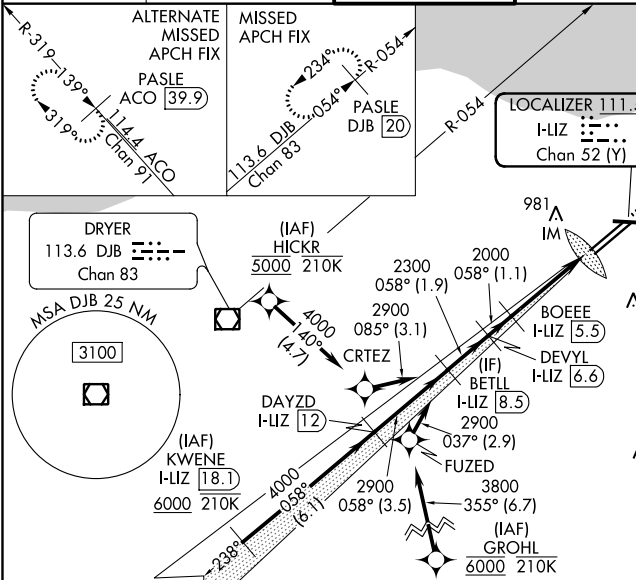 ALTERNATE
MISSED
APCH FIX
R-319
139°
319°
PASLE
ACO 39.9
114.4 ACO
Chan 91
MISSED
APCH FIX
234°
R-054
054°
PASLE
DJB 20
113.6 DJB
Chan 83
R-054
LOCALIZER 111.
I-LIZ
Chan 52 (Y)
DRYER
113.6 DJB
Chan 83
(IAF)
HICKR
5000 210K
981
IM
4000
140°
(4.7)
2300
058° (1.9)
2000
058° (1.1)
2900
085° (3.1)
CRTEZ
BOEEE
I-LIZ 5.5
DEVYL
I-LIZ 6.6
(IF)
BETLL
I-LIZ 8.5
MSA DJB 25 NM
3100
DAYZD
I-LIZ 12
2900
037° (2.9)
FUZED
(IAF)
KWENE
I-LIZ 18.1
6000 210K
4000
058°
(6.1)
238°
2900
058° (3.5)
3800
355° (6.7)
(IAF)
GROHL
6000 210K